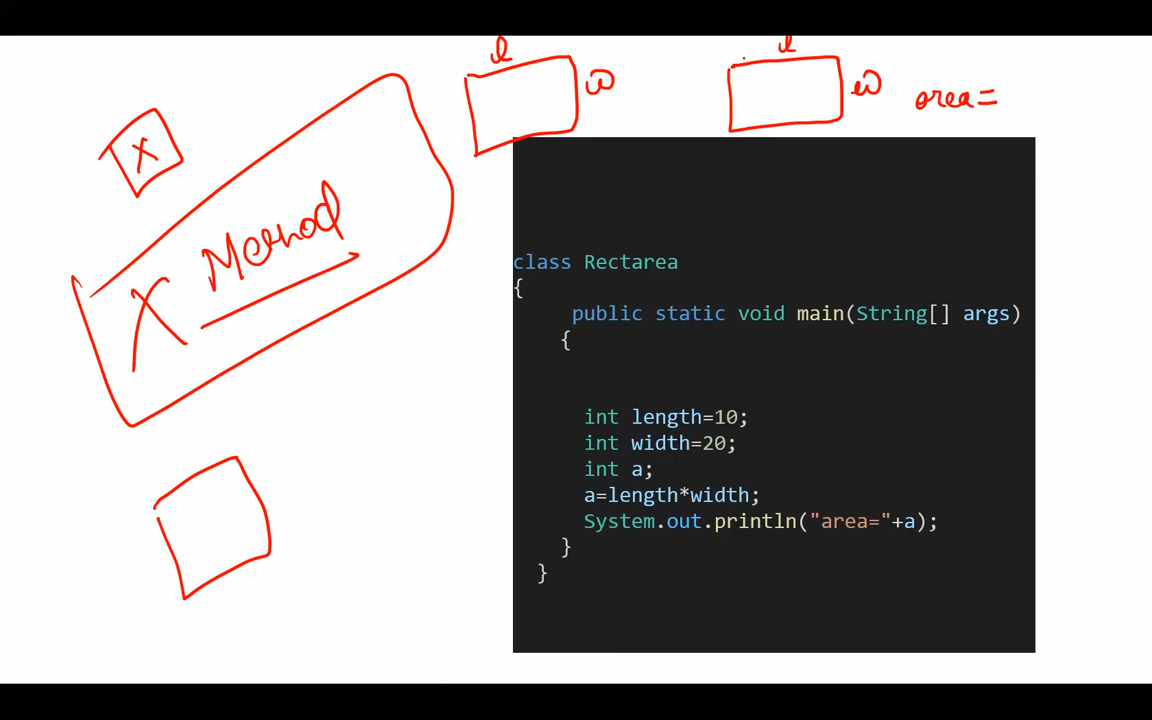 l
l
w
w
area=
X
X Method
class Rectarea
{
public static void main(String[] args)
{
int length=10;
int width=20;
int a;
a=length*width;
System.out.println("area="+a);
}
}